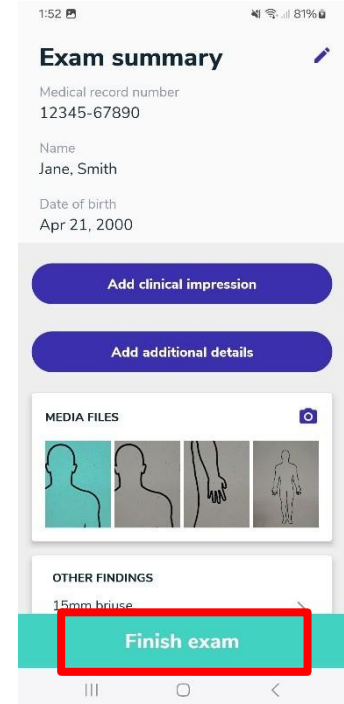 1:52 81%
Exam summary
Medical record number
12345-67890
Name
Jane, Smith
Date of birth
Apr 21, 2000
Add clinical impression
Add additional details
MEDIA FILES
OTHER FINDINGS
15mm briuse
Finish exam